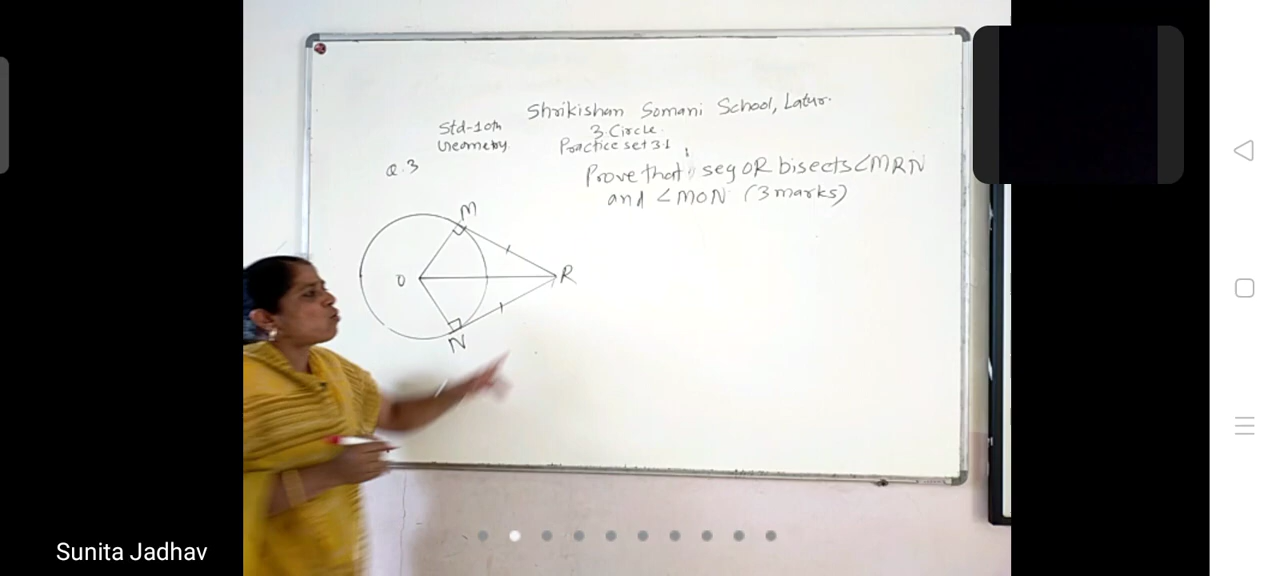 Shrikishan Somani School, Latur.
Std-10th
3. Circle.
Geometry
Practice set 3.1
Q.3
Prove that: seg OR bisects ∠MRN
and ∠MON (3 marks)
M
O
R
N
Sunita Jadhav